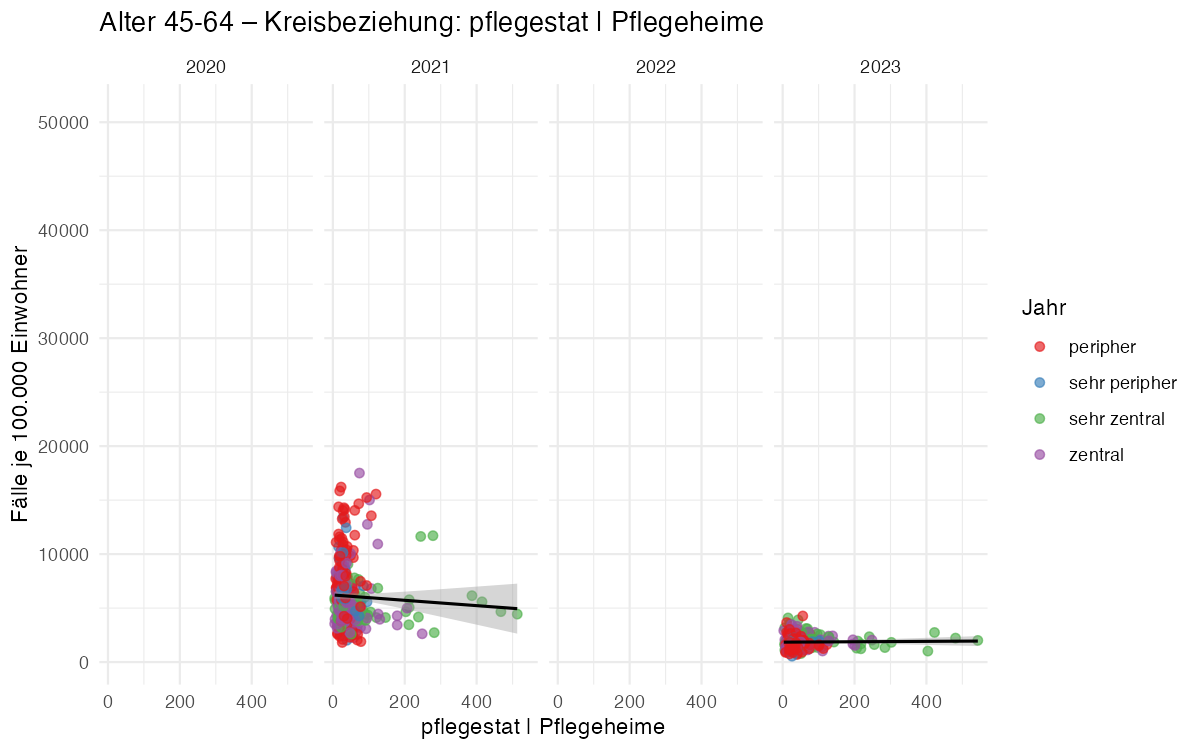 Alter 45-64 – Kreisbeziehung: pflegestat | Pflegeheime
2020
2021
2022
2023
50000
40000
30000
20000
10000
0
Fälle je 100.000 Einwohner
0 200 400
0 200 400
0 200 400
0 200 400
pflegestat | Pflegeheime
Jahr
peripher
sehr peripher
sehr zentral
zentral